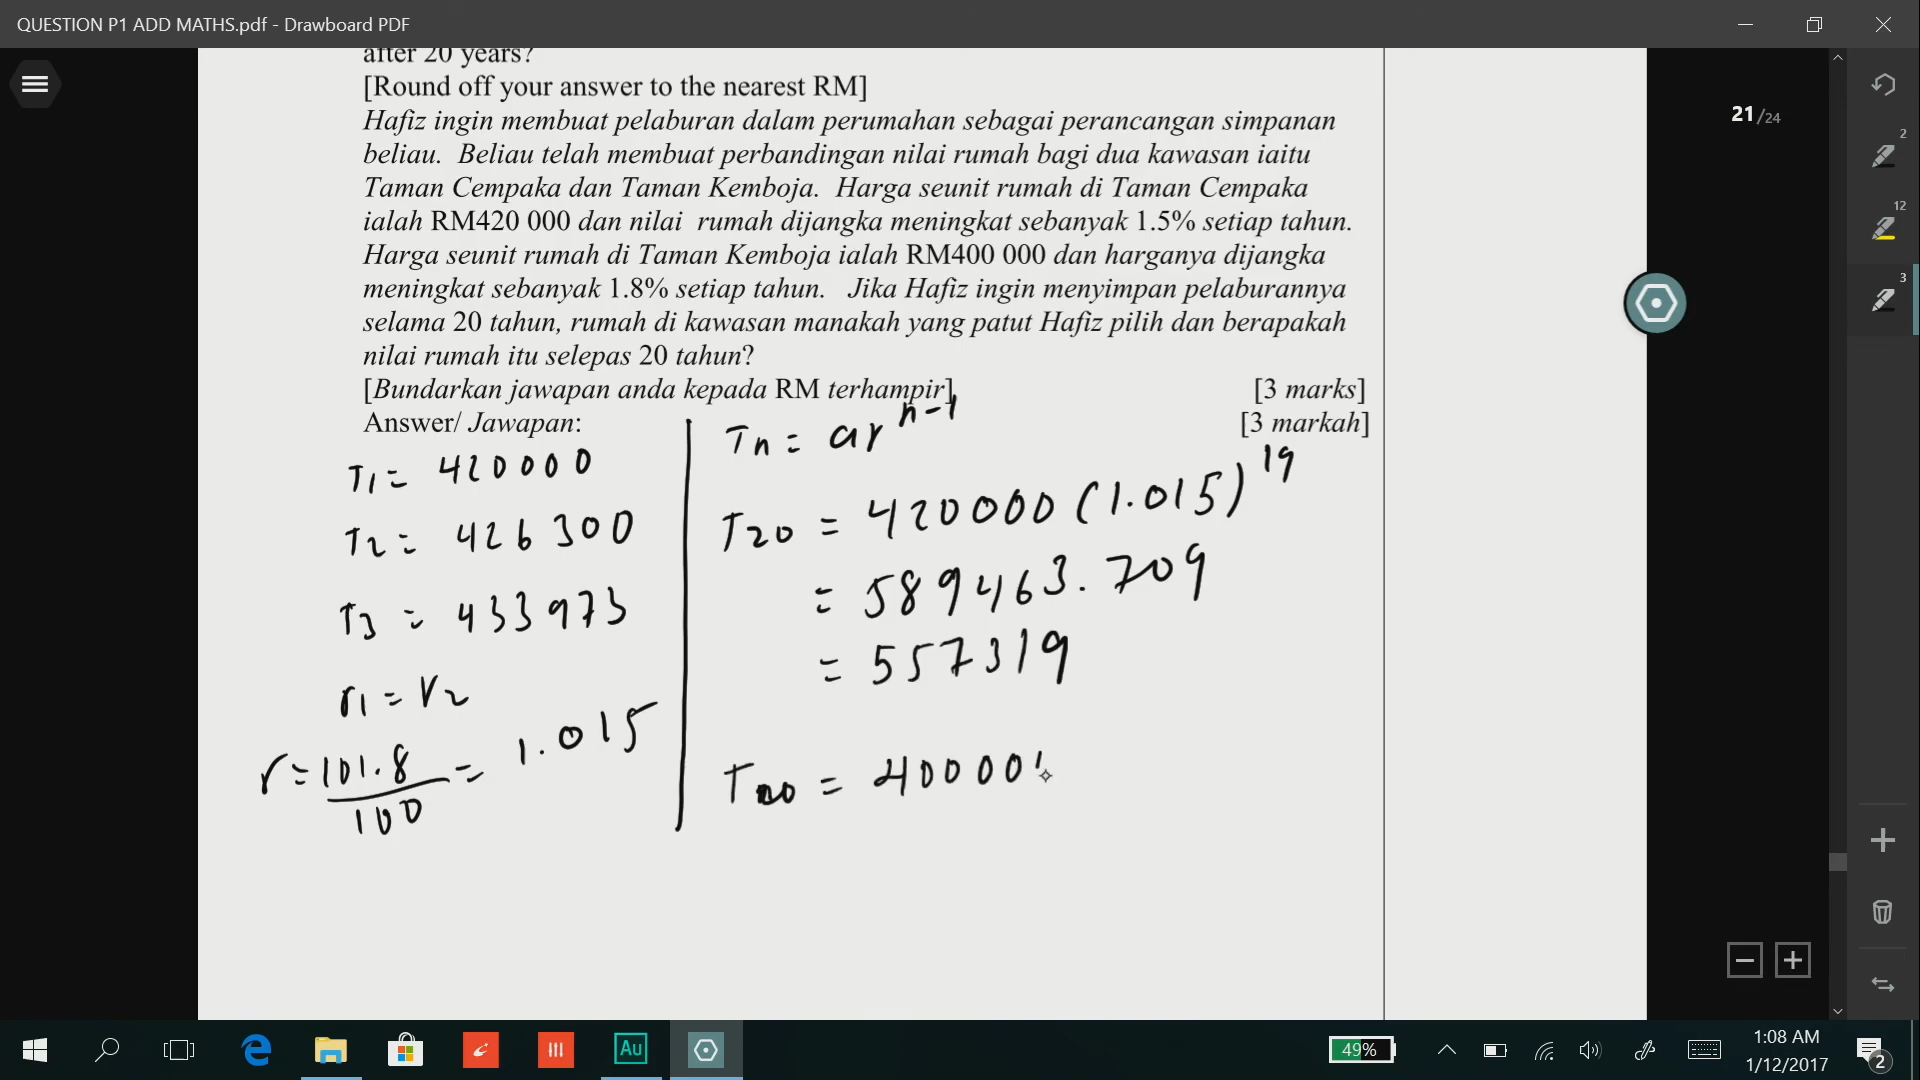 QUESTION P1 ADD MATHS.pdf - Drawboard PDF
after 20 years?
[Round off your answer to the nearest RM]
Hafiz ingin membuat pelaburan dalam perumahan sebagai perancangan simpanan
beliau. Beliau telah membuat perbandingan nilai rumah bagi dua kawasan iaitu
Taman Cempaka dan Taman Kemboja. Harga seunit rumah di Taman Cempaka
ialah RM420 000 dan nilai rumah dijangka meningkat sebanyak 1.5% setiap tahun.
Harga seunit rumah di Taman Kemboja ialah RM400 000 dan harganya dijangka
meningkat sebanyak 1.8% setiap tahun. Jika Hafiz ingin menyimpan pelaburannya
selama 20 tahun, rumah di kawasan manakah yang patut Hafiz pilih dan berapakah
nilai rumah itu selepas 20 tahun?
[Bundarkan jawapan anda kepada RM terhampir]
[3 marks]
Answer/ Jawapan:
[3 markah]
T1 = 420000
T2 = 426300
T3 = 433973
r1 = r2
r = 101.8/100 = 1.015
Tn = ar^n-1
T20 = 420000(1.015)^19
= 589463.709
= 557319
T20 = 40000
21/24
2
12
3
Au
49%
1:08 AM
1/12/2017
2